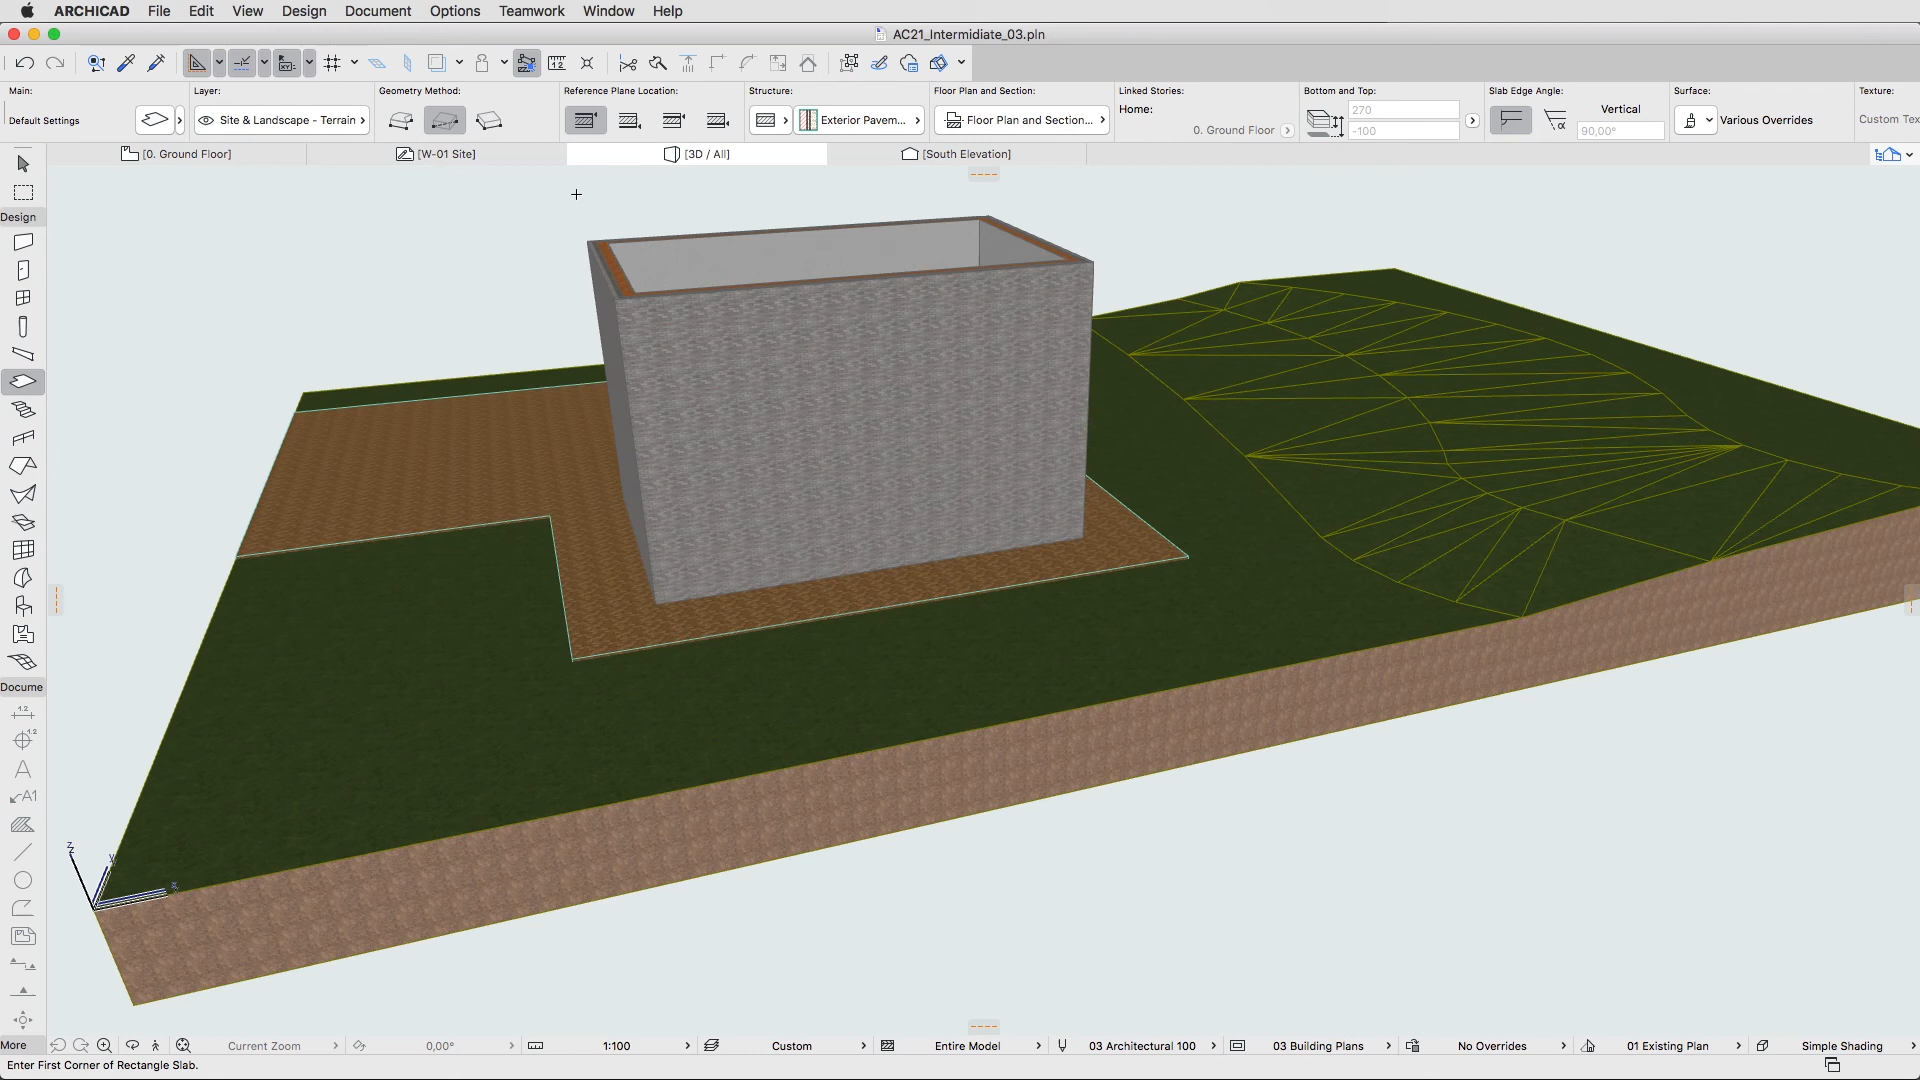 ARCHICAD File Edit View Design Document Options Teamwork Window Help
AC21_Intermidiate_03.pln
Main: Layer: Geometry Method: Reference Plane Location: Structure: Floor Plan and Section: Linked Stories: Bottom and Top: Slab Edge Angle: Surface: Texture:
Default Settings Site & Landscape - Terrain Exterior Pavem... Floor Plan and Section... Home: 0. Ground Floor 270 -100 Vertical 90,00° Various Overrides Custom Tex
[0. Ground Floor] [W-01 Site] [3D / All] [South Elevation]
Design
Docume
1.2
1.2
A
A1
z
z
y
x
More Current Zoom 0,00° 1:100 Custom Entire Model 03 Architectural 100 03 Building Plans No Overrides 01 Existing Plan Simple Shading
Enter First Corner of Rectangle Slab.